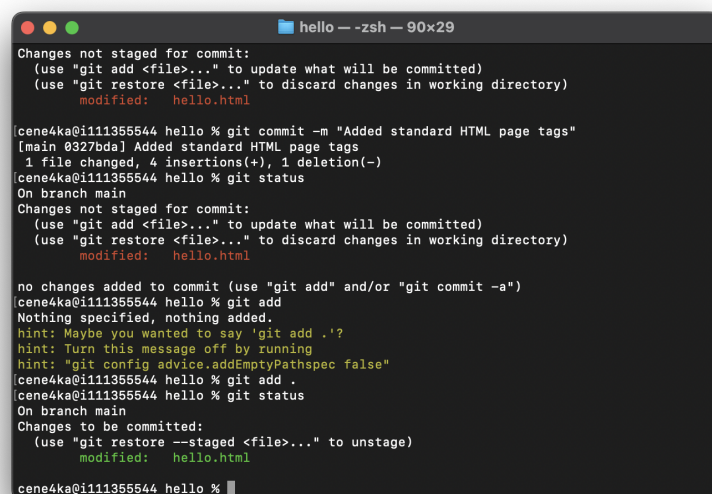 hello — -zsh — 90×29
Changes not staged for commit:
(use "git add <file>..." to update what will be committed)
(use "git restore <file>..." to discard changes in working directory)
modified: hello.html
[cene4ka@i111355544 hello % git commit -m "Added standard HTML page tags"
[main 0327bda] Added standard HTML page tags
1 file changed, 4 insertions(+), 1 deletion(-)
[cene4ka@i111355544 hello % git status
On branch main
Changes not staged for commit:
(use "git add <file>..." to update what will be committed)
(use "git restore <file>..." to discard changes in working directory)
modified: hello.html
no changes added to commit (use "git add" and/or "git commit -a")
[cene4ka@i111355544 hello % git add
Nothing specified, nothing added.
hint: Maybe you wanted to say 'git add .'?
hint: Turn this message off by running
hint: "git config advice.addEmptyPathspec false"
[cene4ka@i111355544 hello % git add .
[cene4ka@i111355544 hello % git status
On branch main
Changes to be committed:
(use "git restore --staged <file>..." to unstage)
modified: hello.html
cene4ka@i111355544 hello %